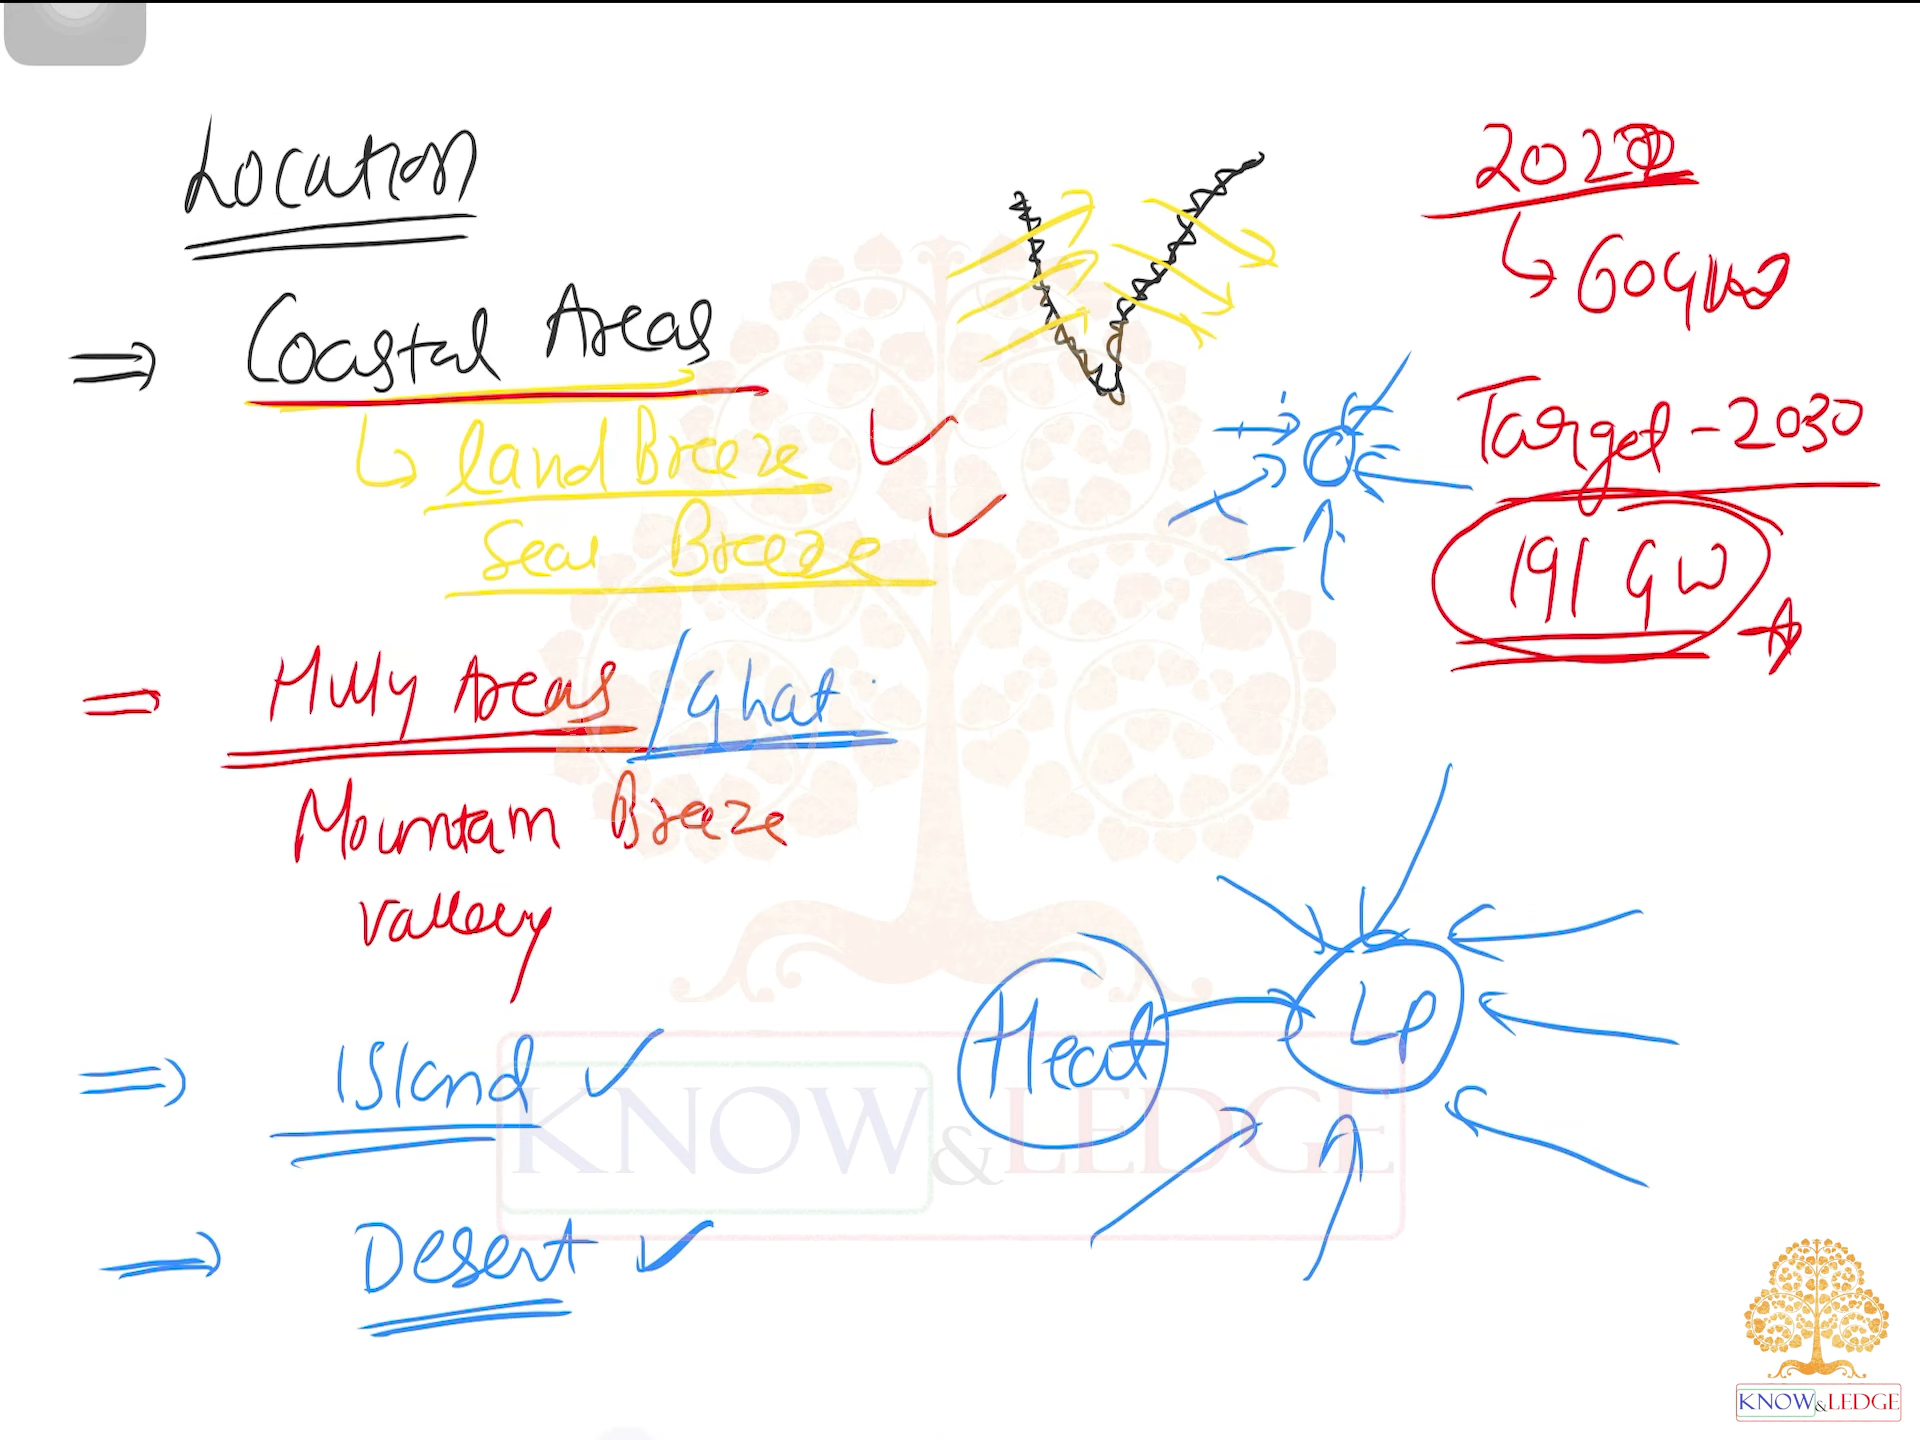 Location
⇒ Coastal Areas
↳ land Breeze ✓
Sea Breeze ✓
= Hilly Areas / Ghat
Mountain Breeze
Valley
⇒ Island ✓
→ Desert ✓
↳ 60GW
Target - 2030
191 GW
Heat
LP
KNOW&LEDGE
KNOW&LEDGE